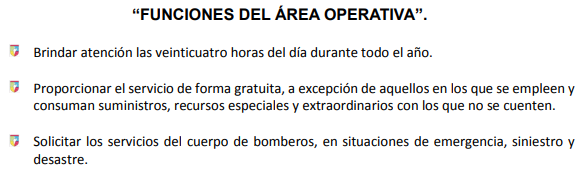 “FUNCIONES DEL ÁREA OPERATIVA”.
Brindar atención las veinticuatro horas del día durante todo el año.
Proporcionar el servicio de forma gratuita, a excepción de aquellos en los que se empleen y
consuman suministros, recursos especiales y extraordinarios con los que no se cuenten.
Solicitar los servicios del cuerpo de bomberos, en situaciones de emergencia, siniestro y
desastre.